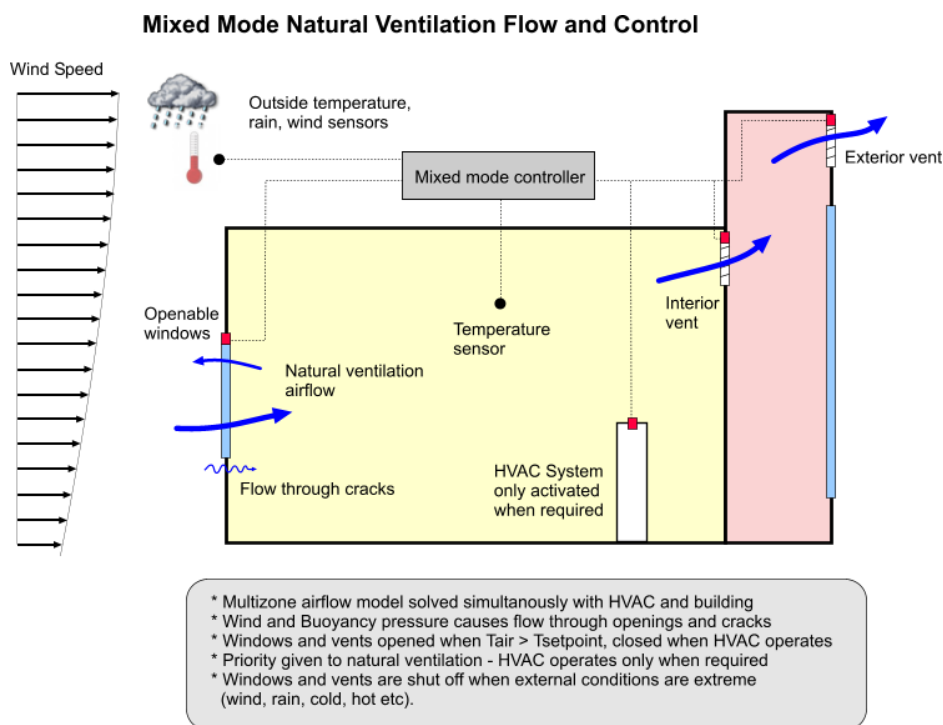 Mixed Mode Natural Ventilation Flow and Control
Wind Speed
Outside temperature,
rain, wind sensors
Mixed mode controller
Exterior vent
Openable
windows
Interior
vent
Temperature
sensor
Natural ventilation
airflow
Flow through cracks
HVAC System
only activated
when required
* Multizone airflow model solved simultanously with HVAC and building
* Wind and Buoyancy pressure causes flow through openings and cracks
* Windows and vents opened when Tair > Tsetpoint, closed when HVAC operates
* Priority given to natural ventilation - HVAC operates only when required
* Windows and vents are shut off when external conditions are extreme
(wind, rain, cold, hot etc).